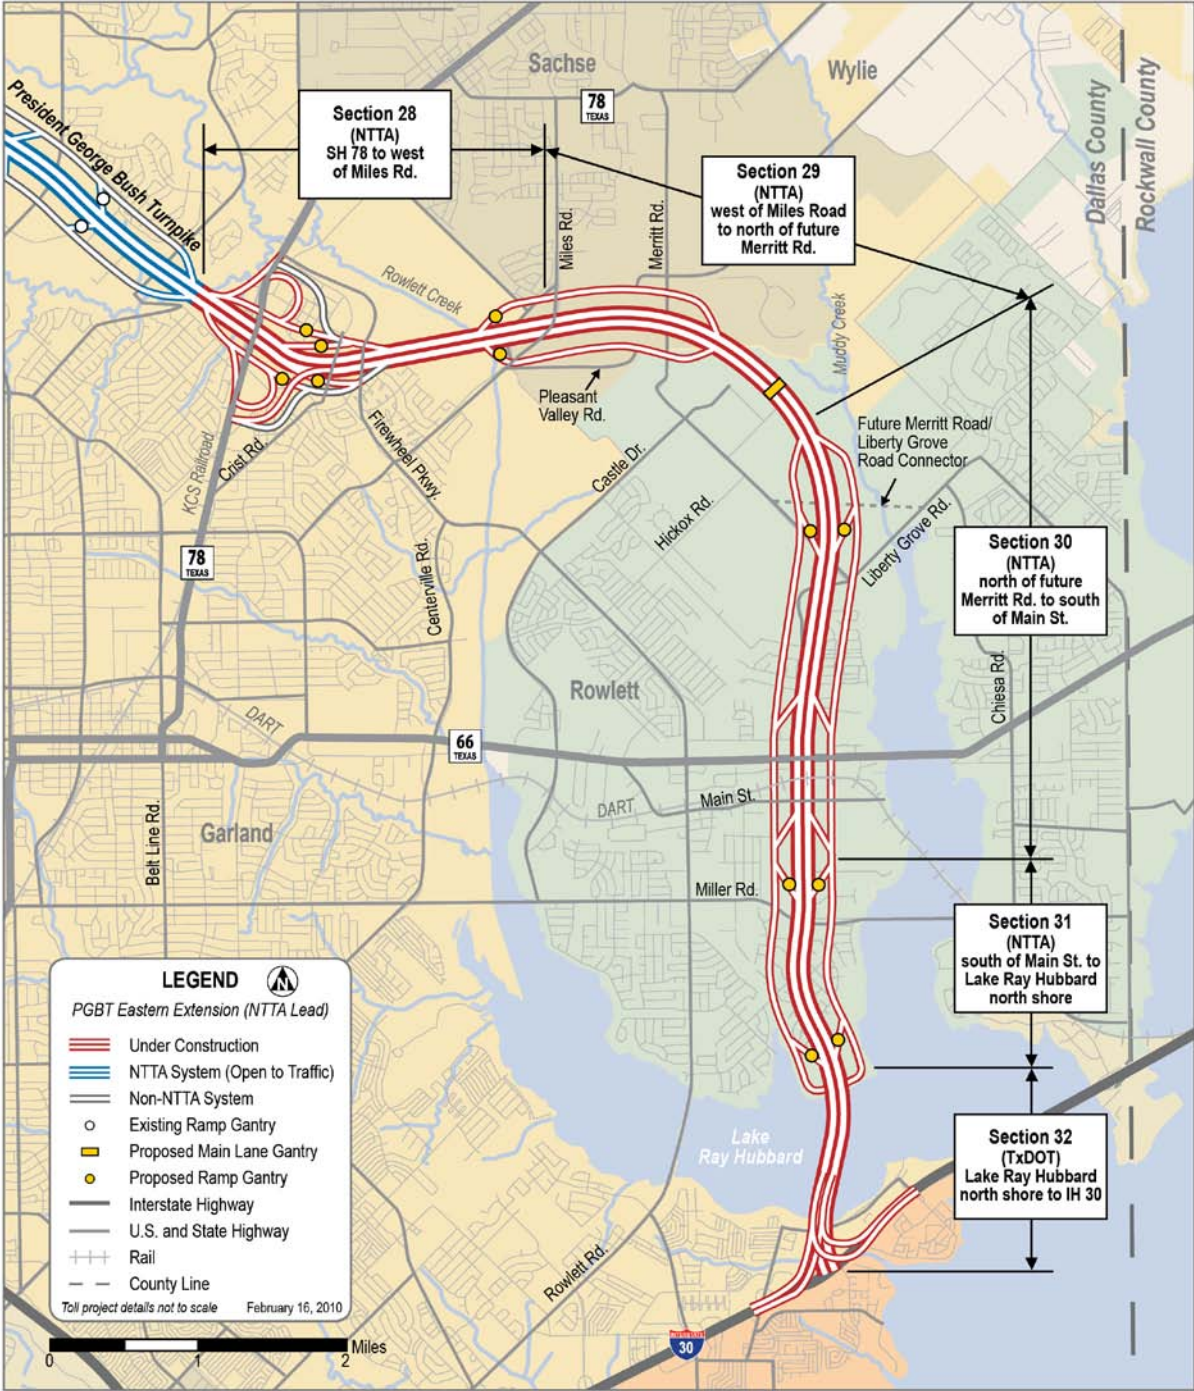 Sachse
Wylie
78
TEXAS
Dallas County
Rockwall County
President George Bush Turnpike
Section 28
(NTTA)
SH 78 to west
of Miles Rd.
Section 29
(NTTA)
west of Miles Road
to north of future
Merritt Rd.
Miles Rd.
Merritt Rd.
Rowlett Creek
Muddy Creek
Pleasant
Valley Rd.
Future Merritt Road/
Liberty Grove
Road Connector
KCS Railroad
Crist Rd.
Firewheel Pkwy.
Castle Dr.
Hickox Rd.
Liberty Grove Rd.
78
TEXAS
Centerville Rd.
Section 30
(NTTA)
north of future
Merritt Rd. to south
of Main St.
Rowlett
Chiesa Rd.
DART
66
TEXAS
Main St.
DART
Garland
Belt Line Rd.
Miller Rd.
Section 31
(NTTA)
south of Main St. to
Lake Ray Hubbard
north shore
LEGEND
N
PGBT Eastern Extension (NTTA Lead)
Under Construction
NTTA System (Open to Traffic)
Non-NTTA System
Existing Ramp Gantry
Proposed Main Lane Gantry
Proposed Ramp Gantry
Interstate Highway
U.S. and State Highway
Rail
County Line
Toll project details not to scale February 16, 2010
Lake
Ray Hubbard
Section 32
(TxDOT)
Lake Ray Hubbard
north shore to IH 30
Rowlett Rd.
INTERSTATE
30
Miles
0 1 2